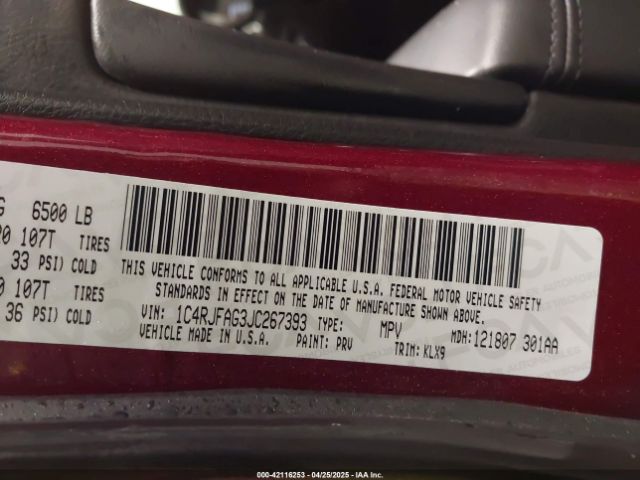 6500 LB
107T TIRES
33 PSI) COLD
107T TIRES
36 PSI) COLD
THIS VEHICLE CONFORMS TO ALL APPLICABLE U.S.A. FEDERAL MOTOR VEHICLE SAFETY
STANDARDS IN EFFECT ON THE DATE OF MANUFACTURE SHOWN ABOVE.
VIN: 1C4RJFAG3JC267393 TYPE: MPV MDH: 121807 301AA
VEHICLE MADE IN U.S.A. PAINT: PRV TRIM: KLX9
000-42116253 - 04/25/2025 - IAA Inc.